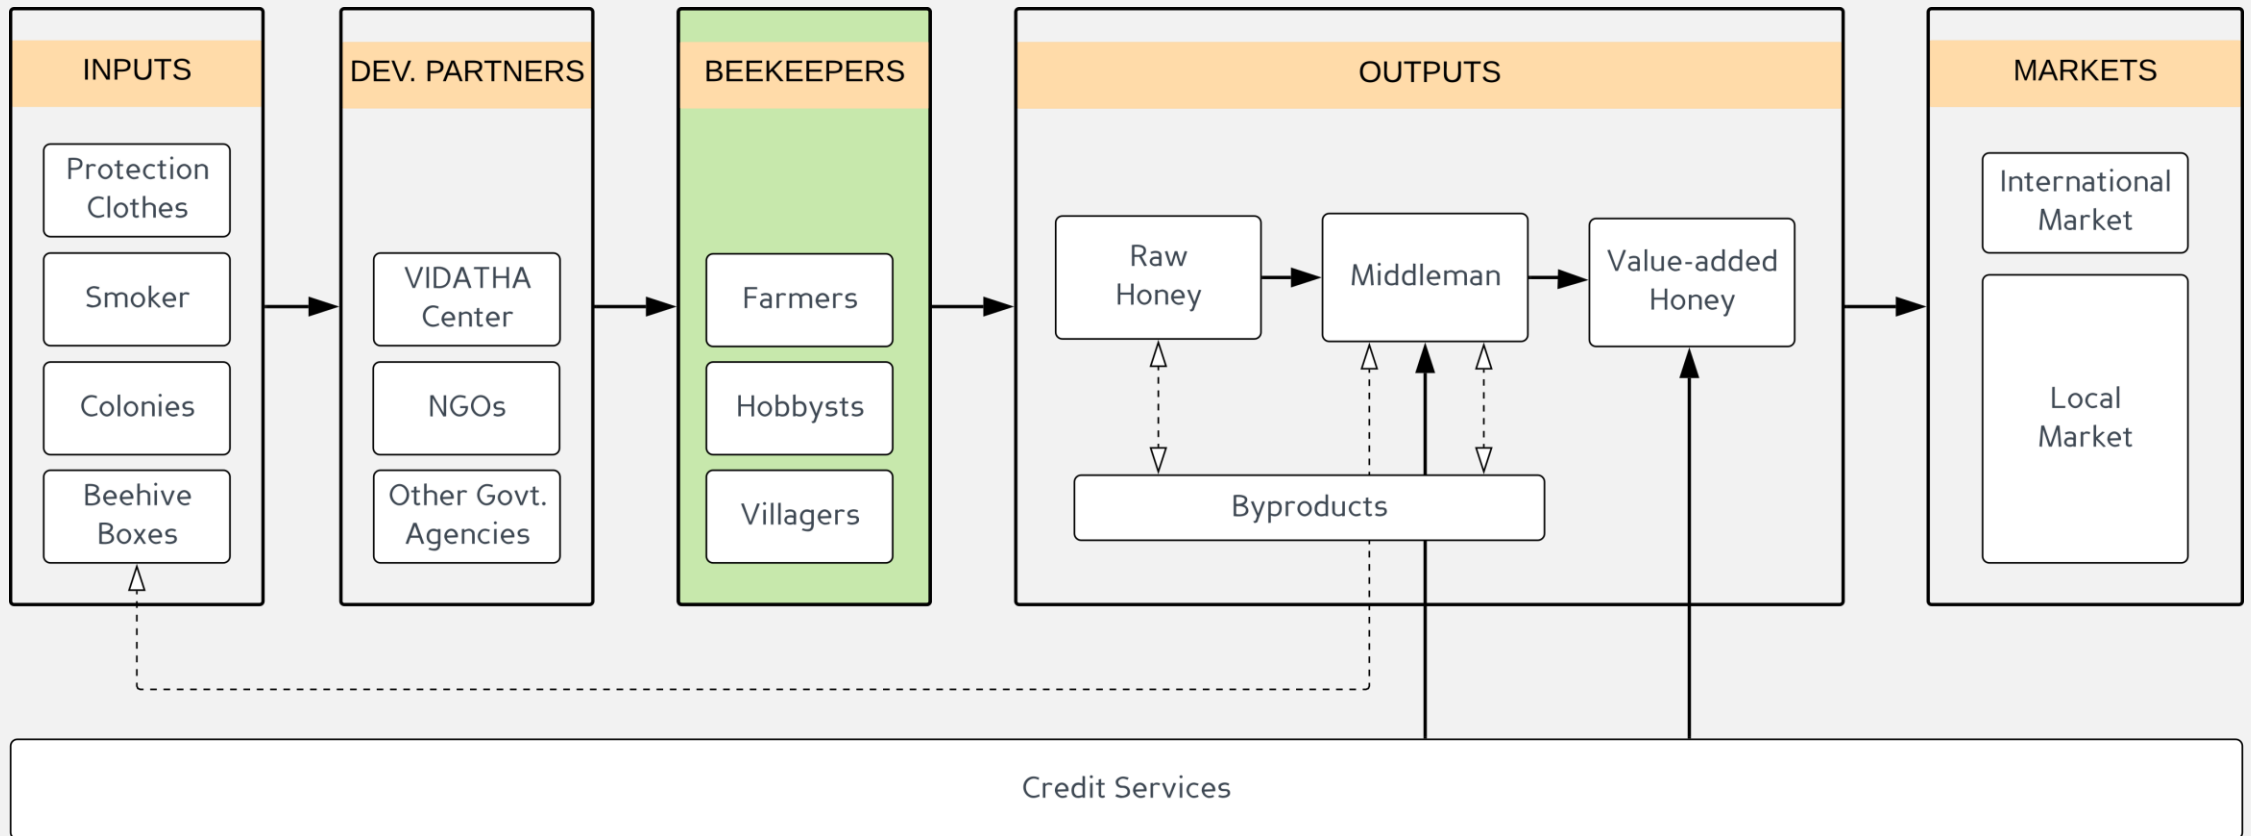 INPUTS
Protection
Clothes
Smoker
Colonies
Beehive
Boxes
DEV. PARTNERS
VIDATHA
Center
NGOs
Other Govt.
Agencies
BEEKEEPERS
Farmers
Hobbysts
Villagers
OUTPUTS
Raw
Honey
Middleman
Value-added
Honey
Byproducts
MARKETS
International
Market
Local
Market
Credit Services